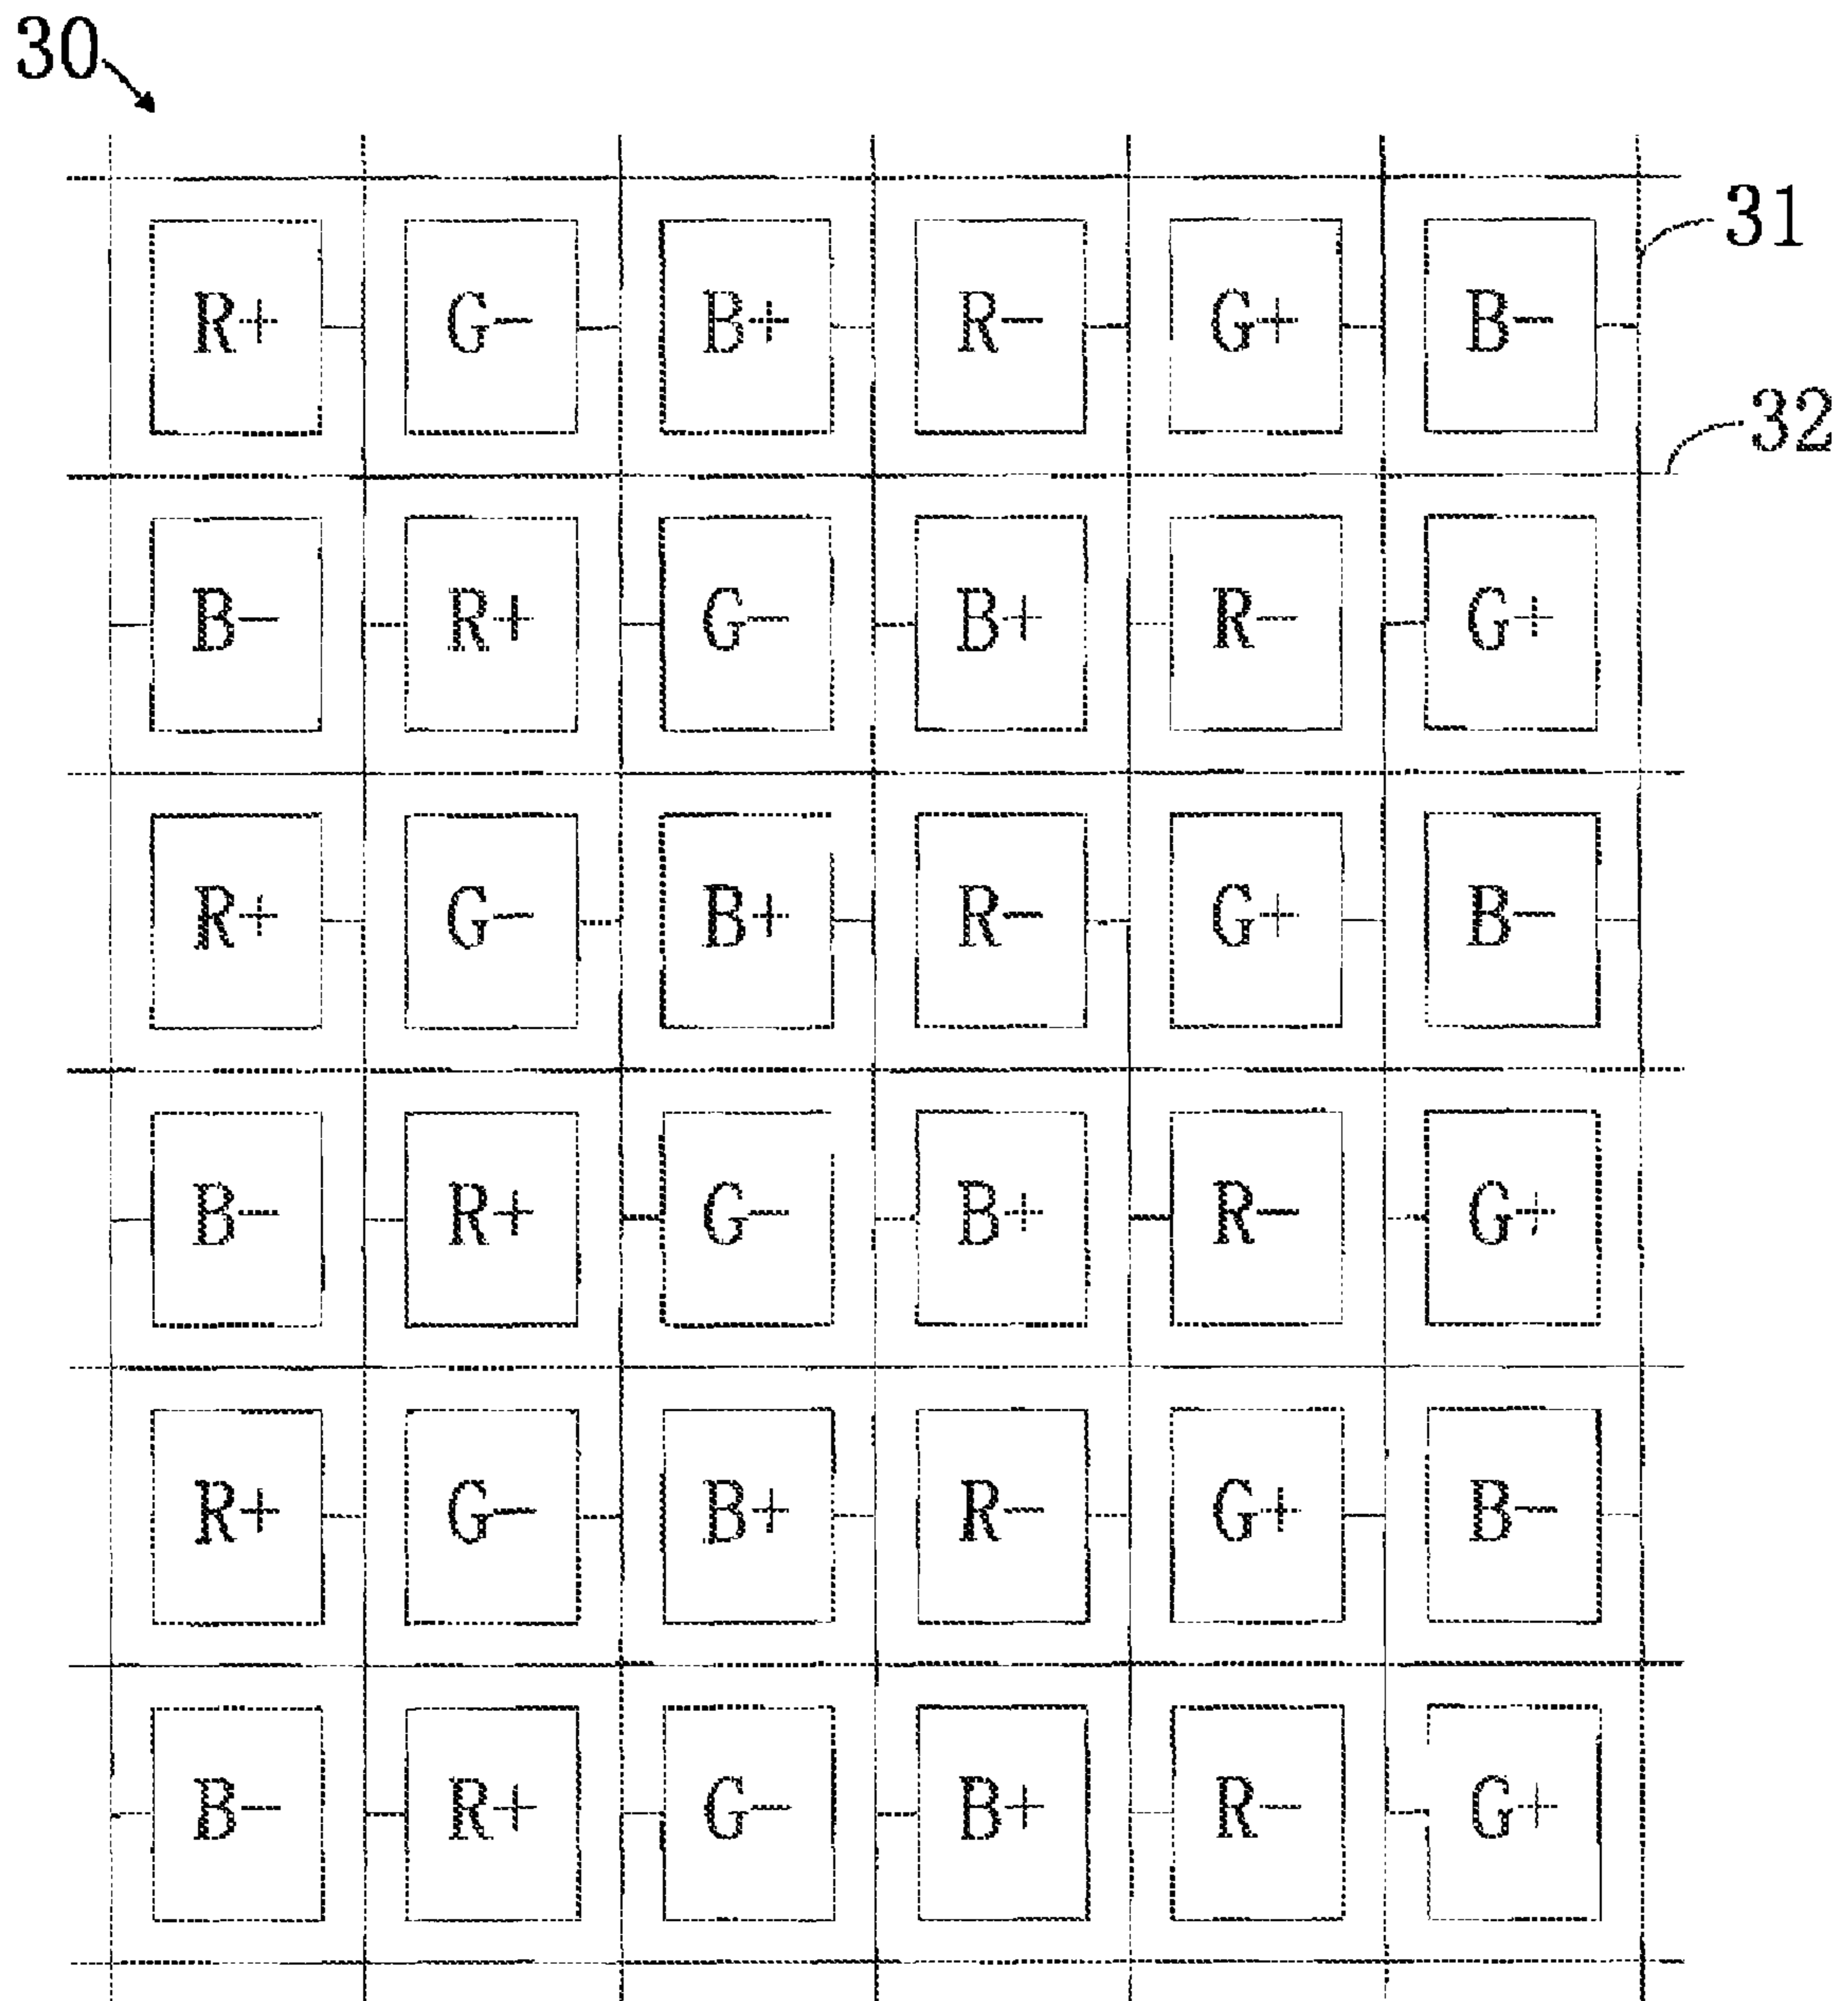 30
31
R+ G− B+ R− G+ B−
32
B− R+ G− B+ R− G+
R+ G− B+ R− G+ B−
B− R+ G− B+ R− G+
R+ G− B+ R− G+ B−
B− R+ G− B+ R− G+